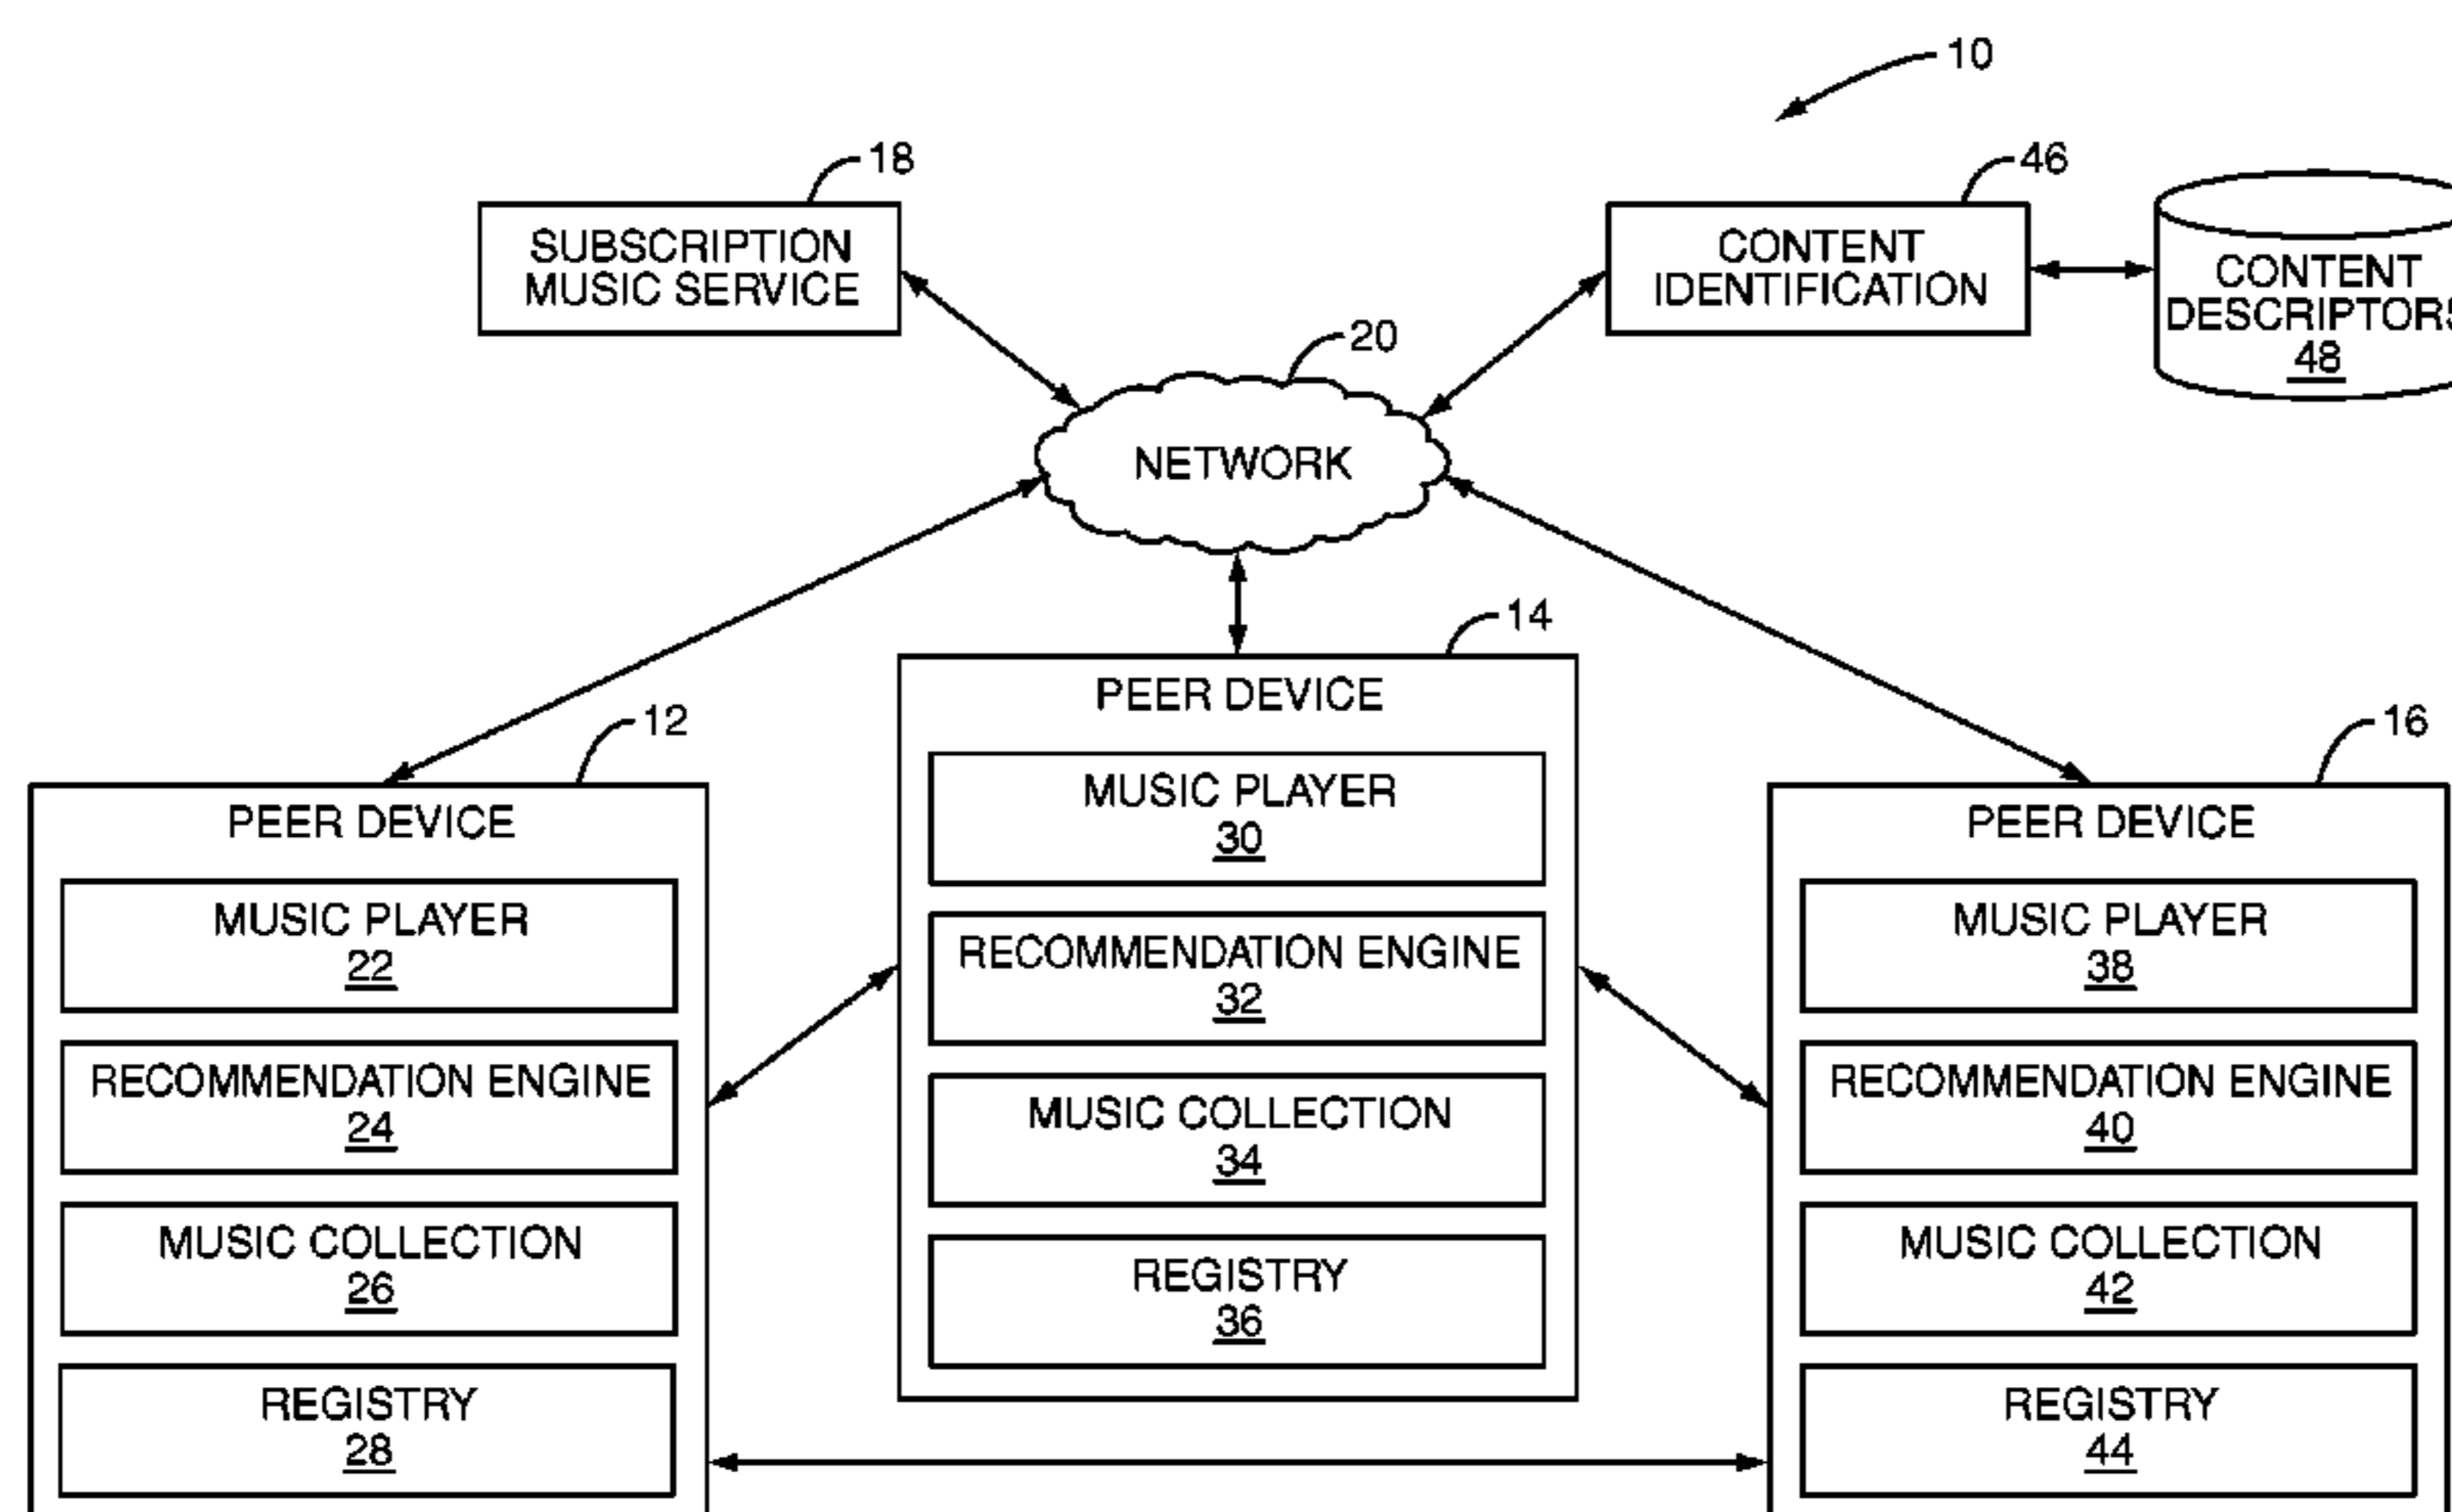 10
18
46
SUBSCRIPTION
MUSIC SERVICE
CONTENT
IDENTIFICATION
CONTENT
DESCRIPTORS
48
20
NETWORK
14
PEER DEVICE
MUSIC PLAYER
30
RECOMMENDATION ENGINE
32
MUSIC COLLECTION
34
REGISTRY
36
12
PEER DEVICE
MUSIC PLAYER
22
RECOMMENDATION ENGINE
24
MUSIC COLLECTION
26
REGISTRY
28
16
PEER DEVICE
MUSIC PLAYER
38
RECOMMENDATION ENGINE
40
MUSIC COLLECTION
42
REGISTRY
44